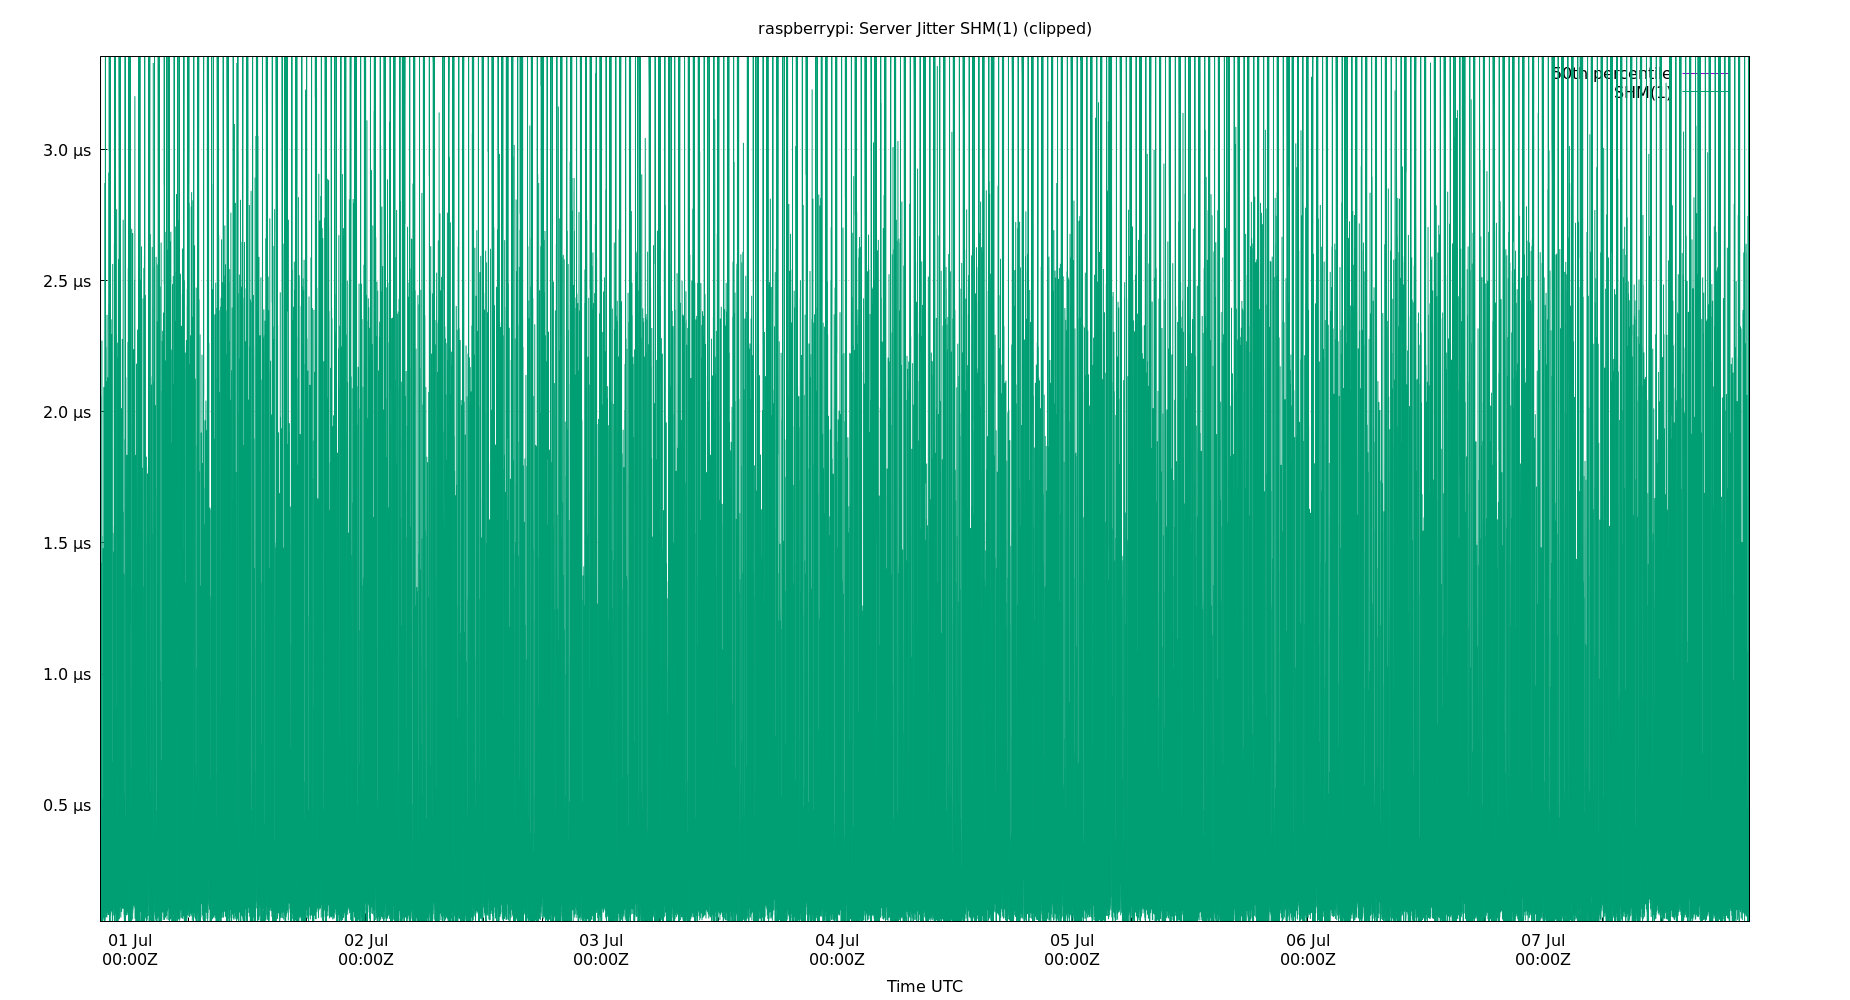 raspberrypi: Server Jitter SHM(1) (clipped)
50th percentile
SHM(1)
3.0 µs
2.5 µs
2.0 µs
1.5 µs
1.0 µs
0.5 µs
01 Jul 02 Jul 03 Jul 04 Jul 05 Jul 06 Jul 07 Jul
00:00Z 00:00Z 00:00Z 00:00Z 00:00Z 00:00Z 00:00Z
Time UTC